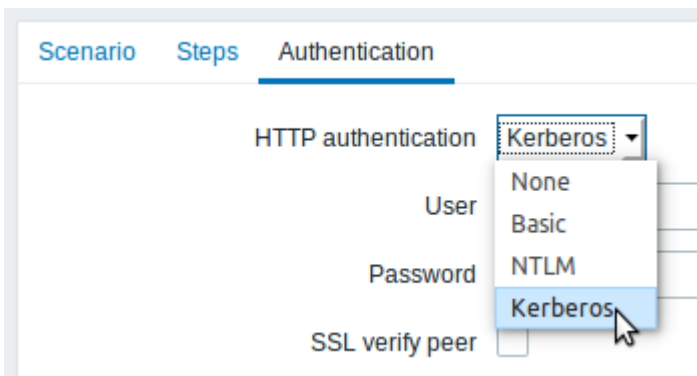 Scenario Steps Authentication
HTTP authentication Kerberos
None
User
Basic
NTLM
Password
Kerberos
SSL verify peer